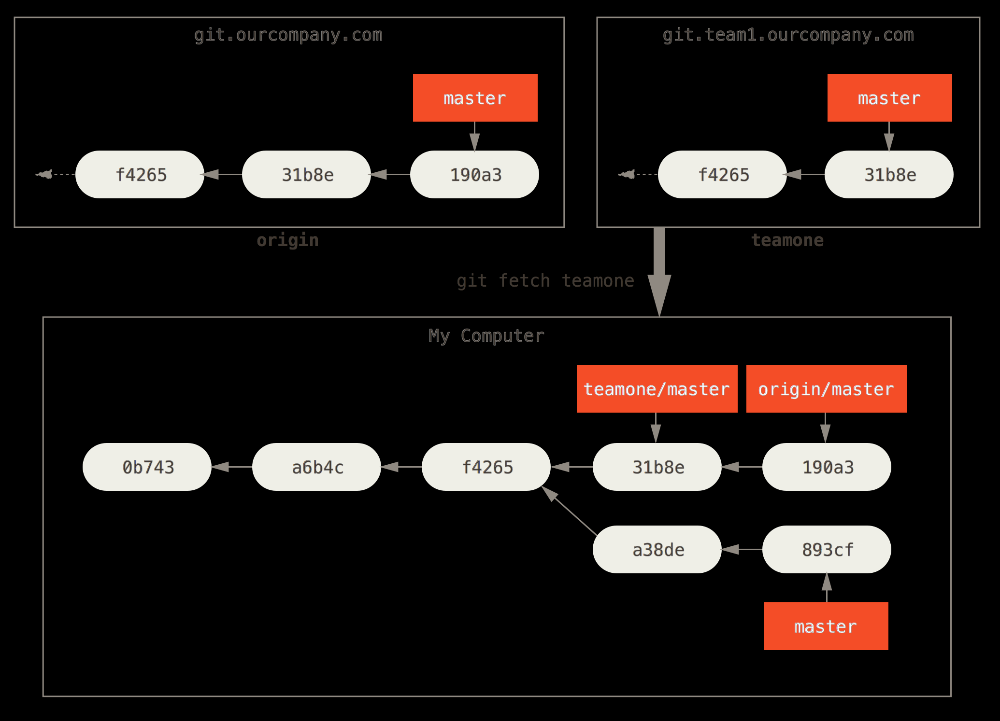 git.ourcompany.com
master
f4265
31b8e
190a3
origin
git.team1.ourcompany.com
master
f4265
31b8e
teamone
git fetch teamone
My Computer
teamone/master
origin/master
0b743
a6b4c
f4265
31b8e
190a3
a38de
893cf
master